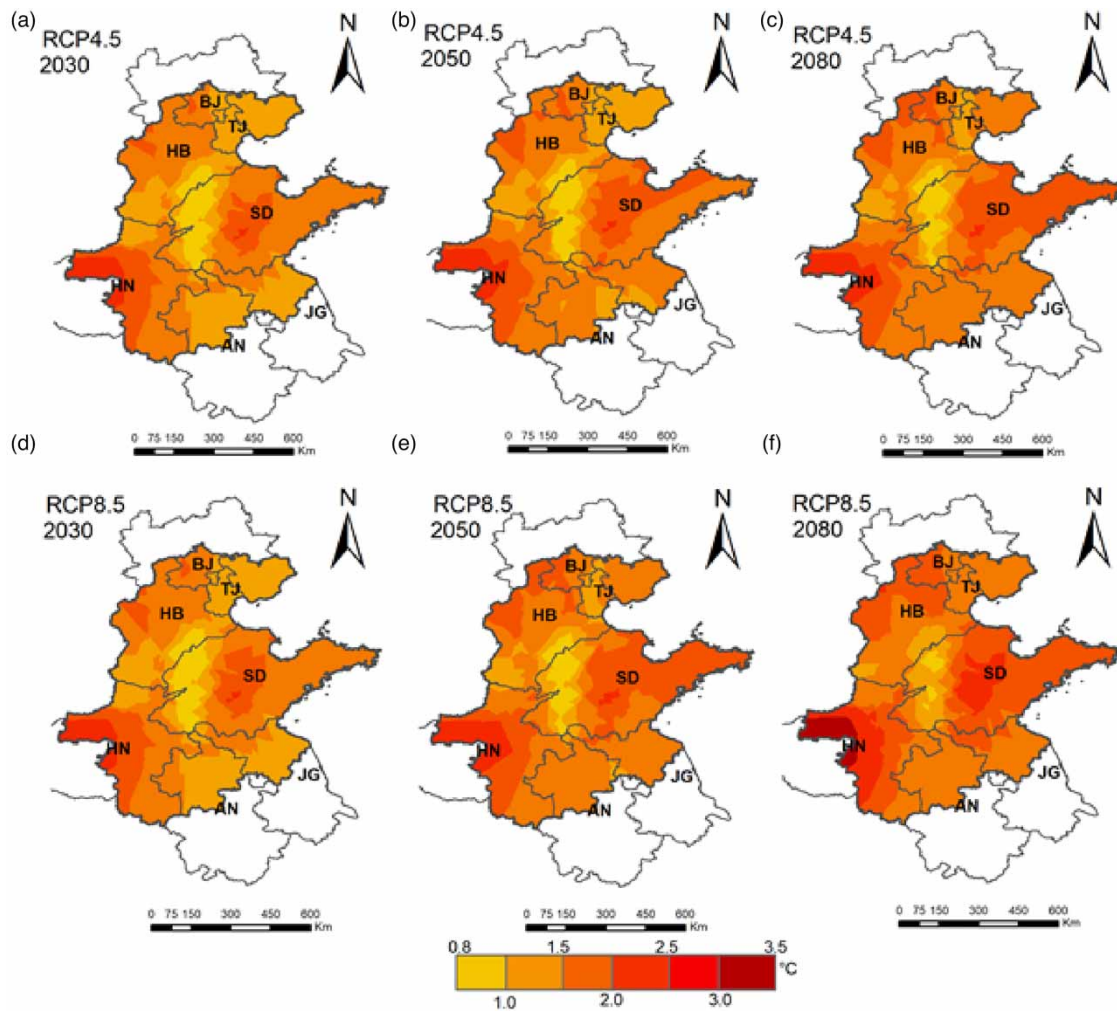 (a)
RCP4.5
2030
N
BJ
TJ
HB
SD
HN
JG
AN
0 75 150 300 450 600
Km
(b)
RCP4.5
2050
N
BJ
TJ
HB
SD
HN
JG
AN
0 75 150 300 450 600
Km
(c)
RCP4.5
2080
N
BJ
TJ
HB
SD
HN
JG
AN
0 75 150 300 450 600
Km
(d)
RCP8.5
2030
N
BJ
TJ
HB
SD
HN
JG
AN
0 75 150 300 450 600
Km
(e)
RCP8.5
2050
N
BJ
TJ
HB
SD
HN
JG
AN
0 75 150 300 450 600
Km
(f)
RCP8.5
2080
N
BJ
TJ
HB
SD
HN
JG
AN
0 75 150 300 450 600
Km
0.8 1.5 2.5 3.5
°C
1.0 2.0 3.0